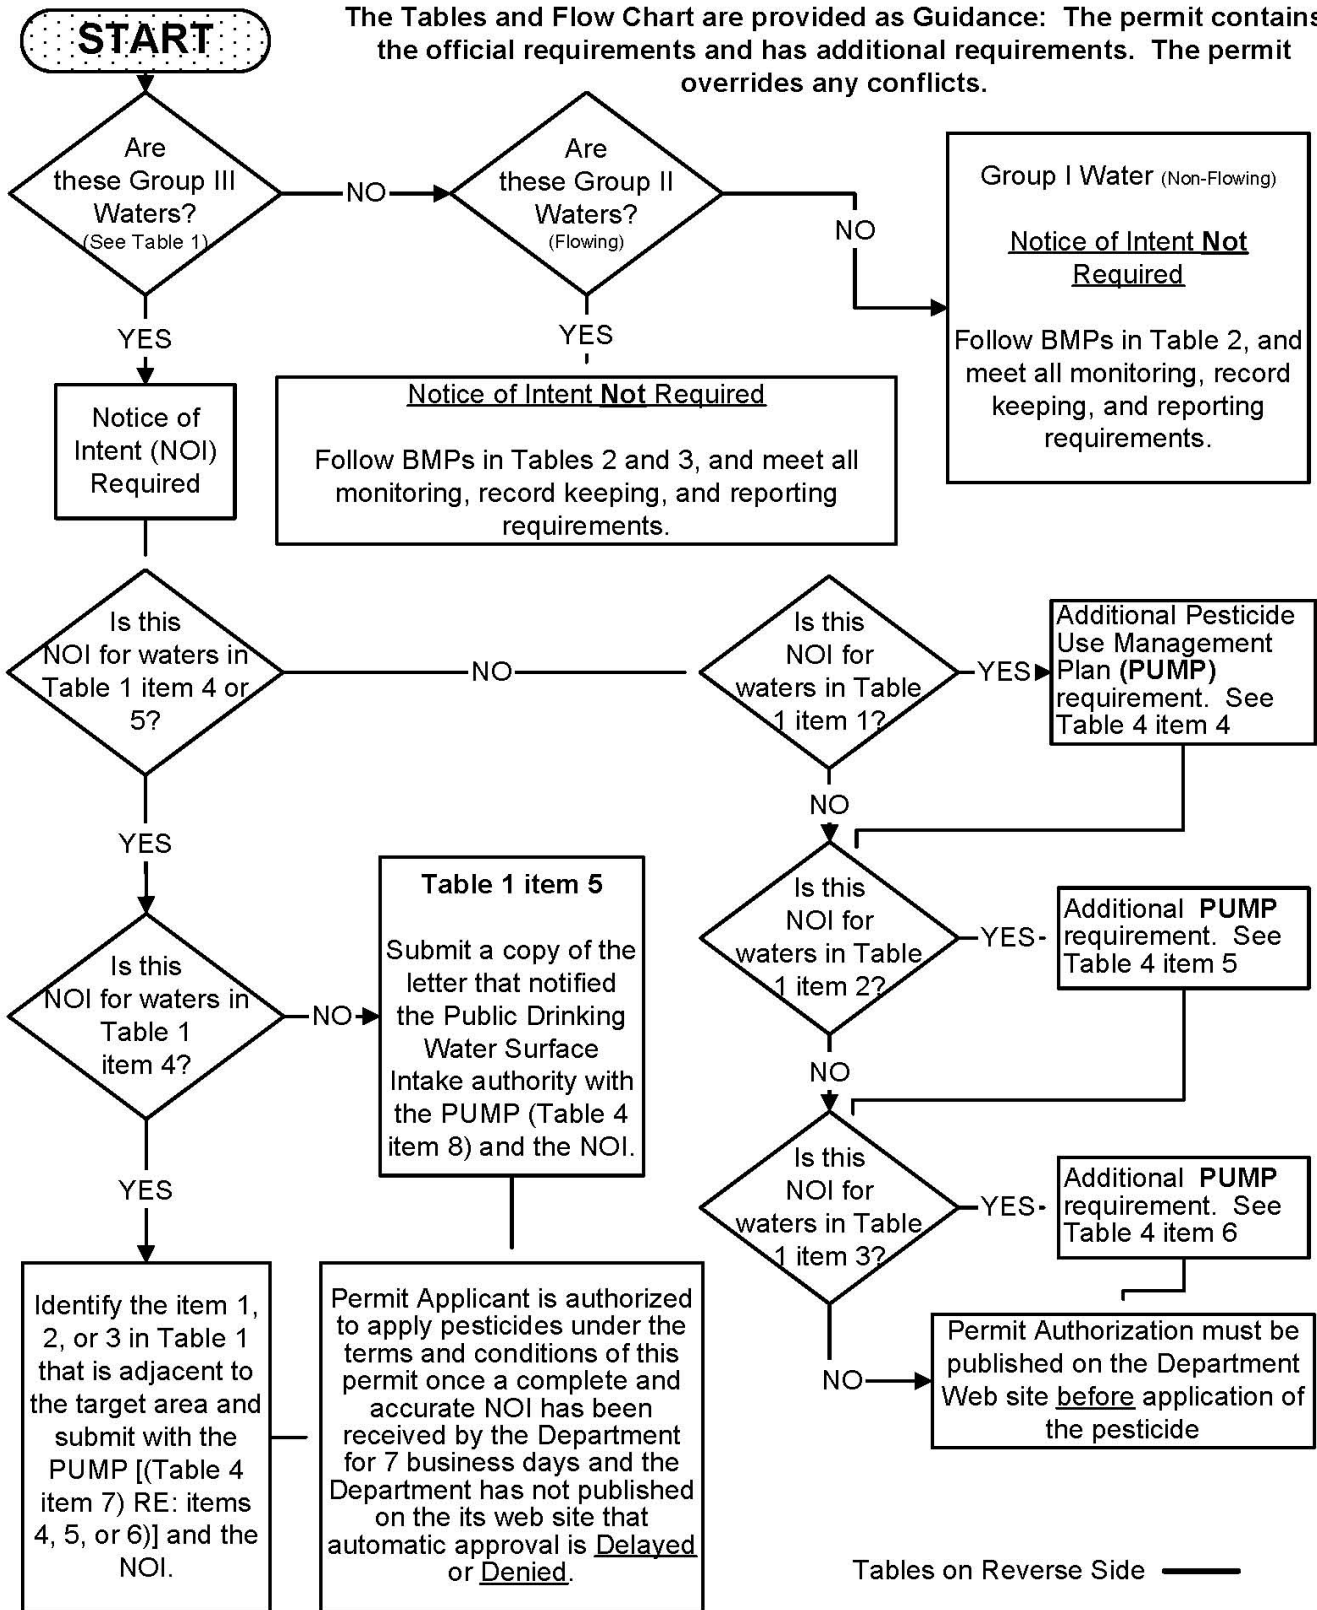 START
The Tables and Flow Chart are provided as Guidance: The permit contains
the official requirements and has additional requirements. The permit
overrides any conflicts.
Are
these Group III
Waters?
(See Table 1)
NO
Are
these Group II
Waters?
(Flowing)
NO
Group I Water (Non-Flowing)
Notice of Intent Not
Required
Follow BMPs in Table 2, and
meet all monitoring, record
keeping, and reporting
requirements.
YES
YES
Notice of
Intent (NOI)
Required
Notice of Intent Not Required
Follow BMPs in Tables 2 and 3, and meet all
monitoring, record keeping, and reporting
requirements.
Is this
NOI for waters in
Table 1 item 4 or
5?
NO
Is this
NOI for
waters in Table
1 item 1?
YES
Additional Pesticide
Use Management
Plan (PUMP)
requirement. See
Table 4 item 4
YES
NO
Is this
NOI for waters in
Table 1
item 4?
NO
Table 1 item 5
Submit a copy of the
letter that notified
the Public Drinking
Water Surface
Intake authority with
the PUMP (Table 4
item 8) and the NOI.
Is this
NOI for
waters in Table
1 item 2?
YES
Additional PUMP
requirement. See
Table 4 item 5
NO
YES
Is this
NOI for
waters in Table
1 item 3?
YES
Additional PUMP
requirement. See
Table 4 item 6
Identify the item 1,
2, or 3 in Table 1
that is adjacent to
the target area and
submit with the
PUMP [(Table 4
item 7) RE: items
4, 5, or 6)] and the
NOI.
Permit Applicant is authorized
to apply pesticides under the
terms and conditions of this
permit once a complete and
accurate NOI has been
received by the Department
for 7 business days and the
Department has not published
on the its web site that
automatic approval is Delayed
or Denied.
NO
Permit Authorization must be
published on the Department
Web site before application of
the pesticide
Tables on Reverse Side